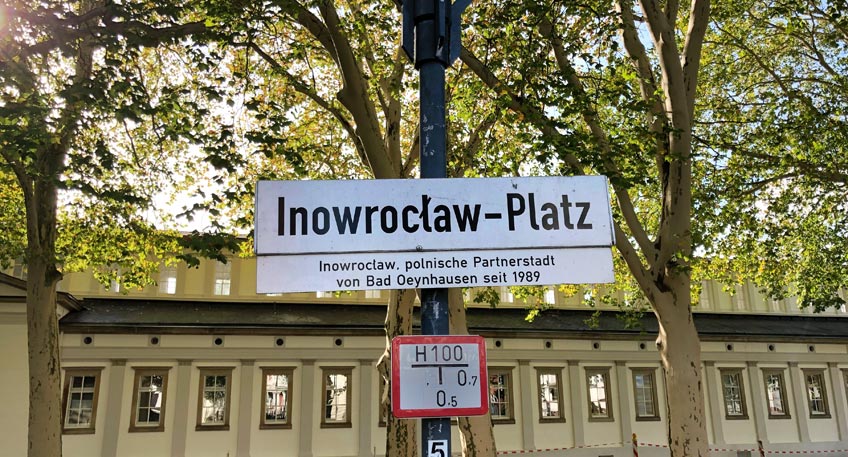 Inowrocław-Platz
Inowroclaw, polnische Partnerstadt
von Bad Oeynhausen seit 1989
H100
0.7
0.5
5